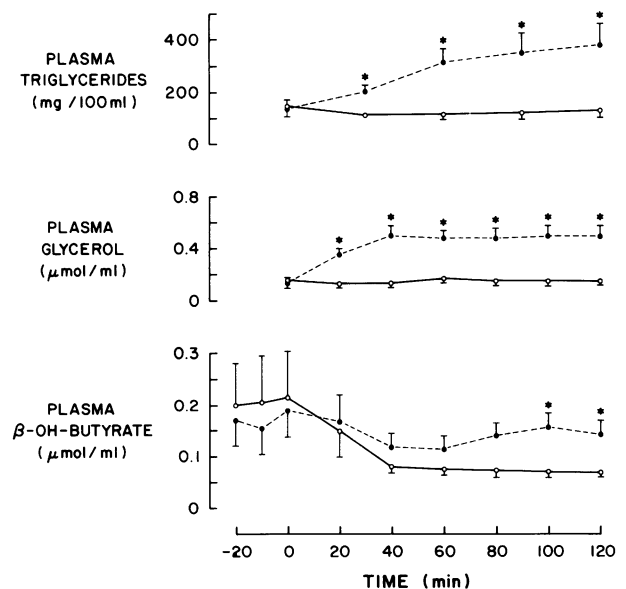 PLASMA
TRIGLYCERIDES
(mg/100ml)
400
200
0
* * * *
PLASMA
GLYCEROL
(μmol/ml)
0.8
0.4
0
* * * * * *
PLASMA
β-OH-BUTYRATE
(μmol/ml)
0.3
0.2
0.1
0
* *
-20 0 20 40 60 80 100 120
TIME (min)